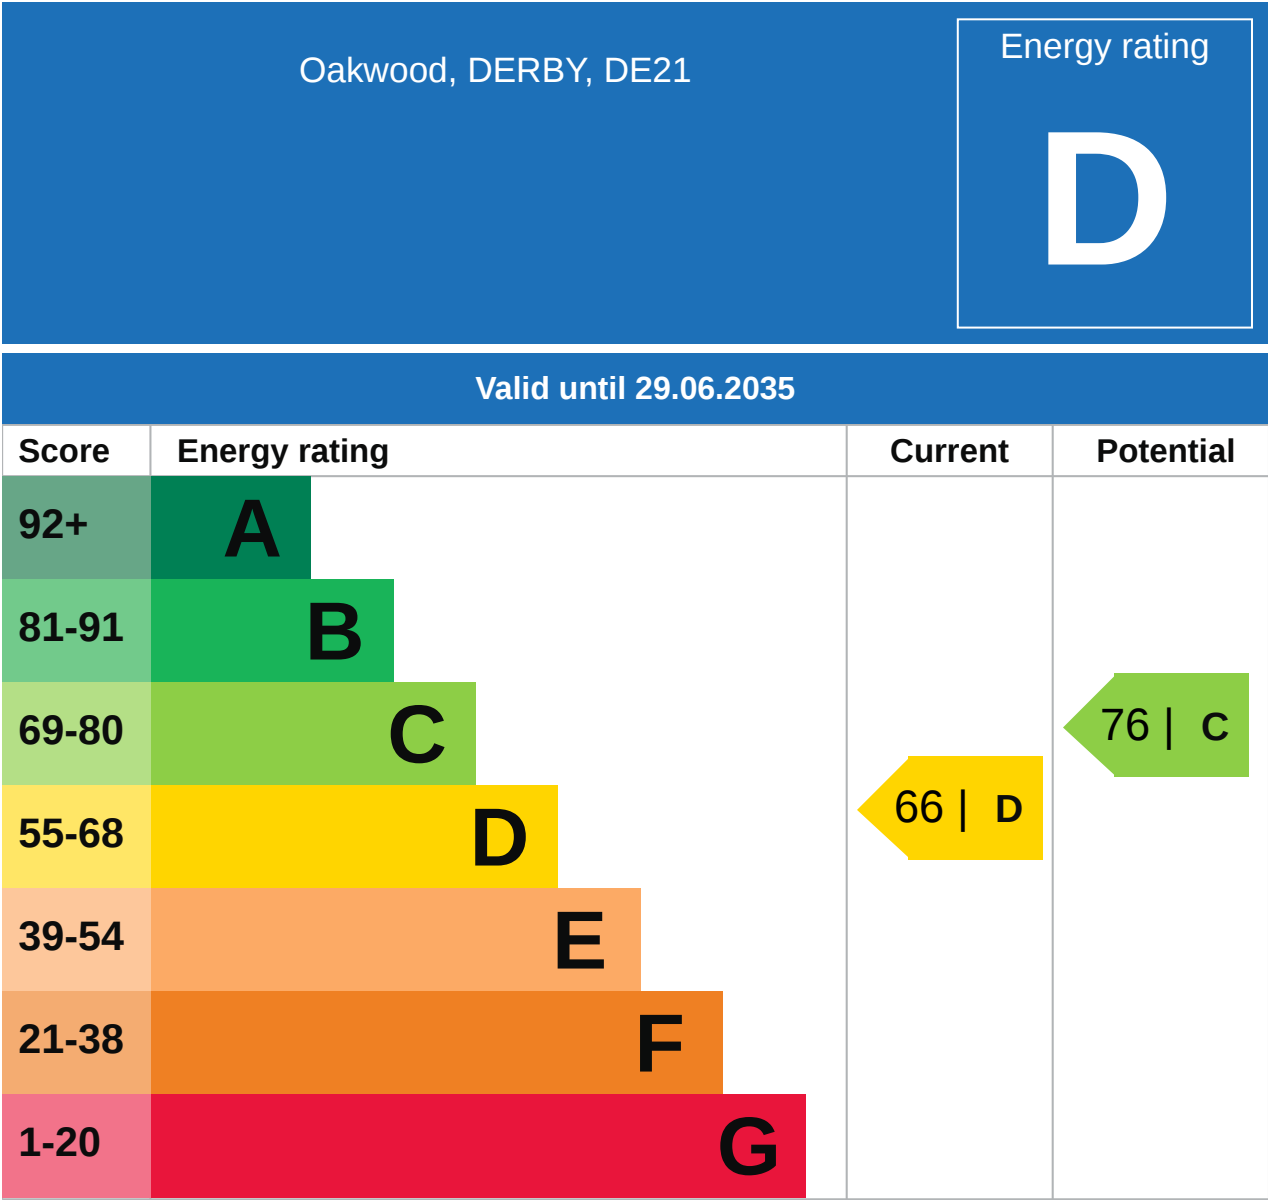 Oakwood, DERBY, DE21
Energy rating
D
Valid until 29.06.2035
Score Energy rating Current Potential
92+ A
81-91 B
69-80 C
76 | C
55-68 D
66 | D
39-54 E
21-38 F
1-20 G